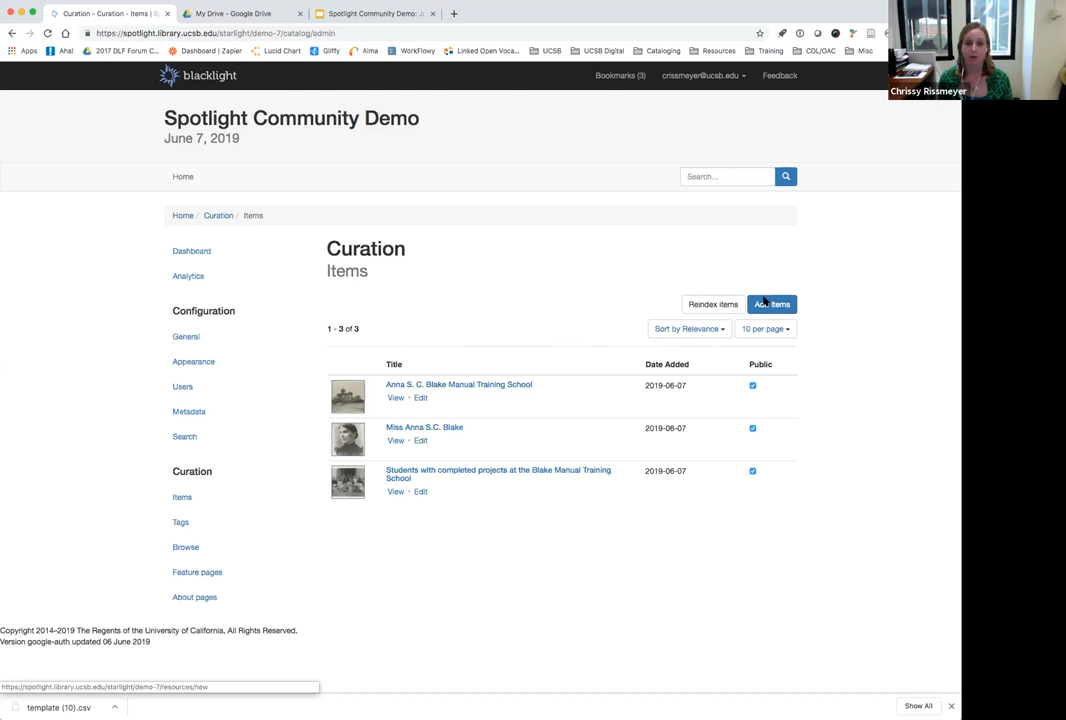 Curation - Curation - Items | S
My Drive - Google Drive
Spotlight Community Demo: J
https://spotlight.library.ucsb.edu/starlight/demo-7/catalog/admin
Apps
Aha!
2017 DLF Forum C...
Dashboard | Zapier
Lucid Chart
Gliffy
Alma
WorkFlowy
Linked Open Voca...
UCSB
UCSB Digital
Cataloging
Resources
Training
CDL/OAC
Misc
Chrissy Rissmeyer
blacklight
Bookmarks (3)
crissmeyer@ucsb.edu
Feedback
Spotlight Community Demo
June 7, 2019
Home
Search...
Home / Curation / Items
Dashboard
Analytics
Configuration
General
Appearance
Users
Metadata
Search
Curation
Items
Tags
Browse
Feature pages
About pages
Curation
Items
Reindex items
Add items
1 - 3 of 3
Sort by Relevance
10 per page
Title
Date Added
Public
Anna S. C. Blake Manual Training School
View · Edit
2019-06-07
Miss Anna S.C. Blake
View · Edit
2019-06-07
Students with completed projects at the Blake Manual Training
School
View · Edit
2019-06-07
Copyright 2014–2019 The Regents of the University of California, All Rights Reserved.
Version google-auth updated 06 June 2019
https://spotlight.library.ucsb.edu/starlight/demo-7/resources/new
template (10).csv
Show All